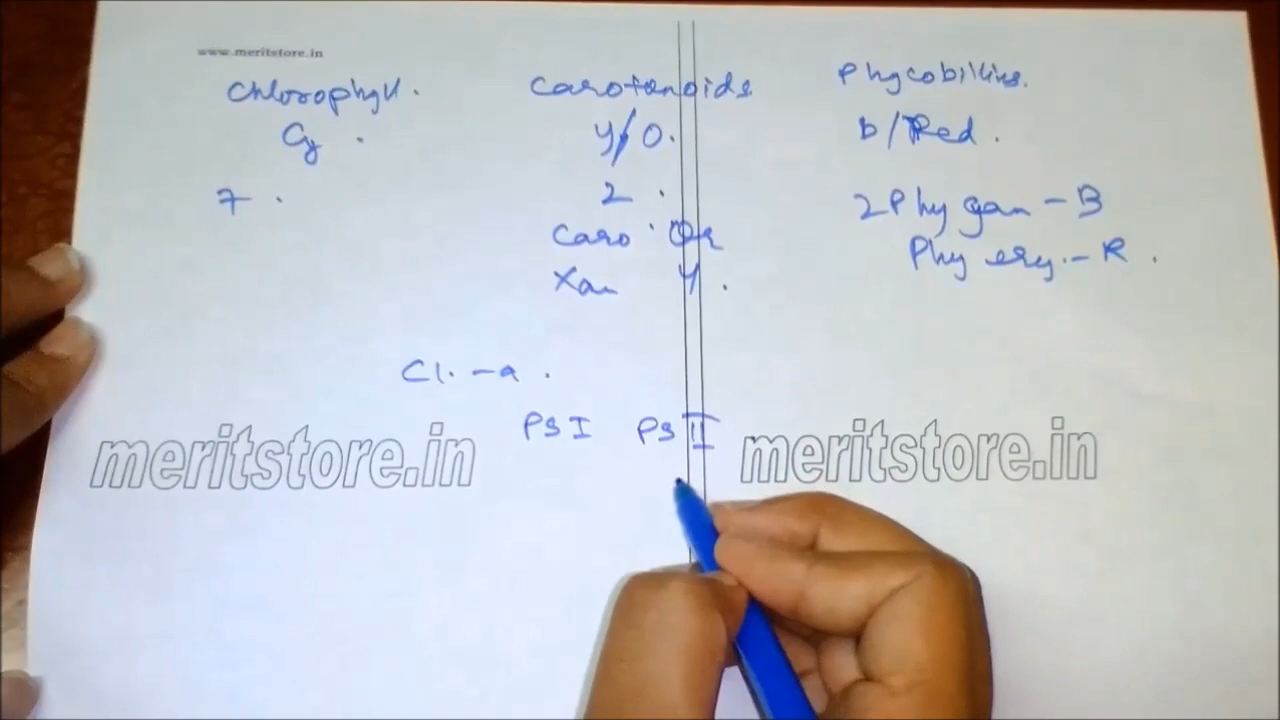 www.meritstore.in
Chlorophyll. Carotenoids Phycobilins.
G . Y/O. B/Red .
7 . 2 . 2 Phy cyan - B
Caro Or Phy ery. - R .
Xan Y .
Cl. - a .
PS I PS II
meritstore.in meritstore.in